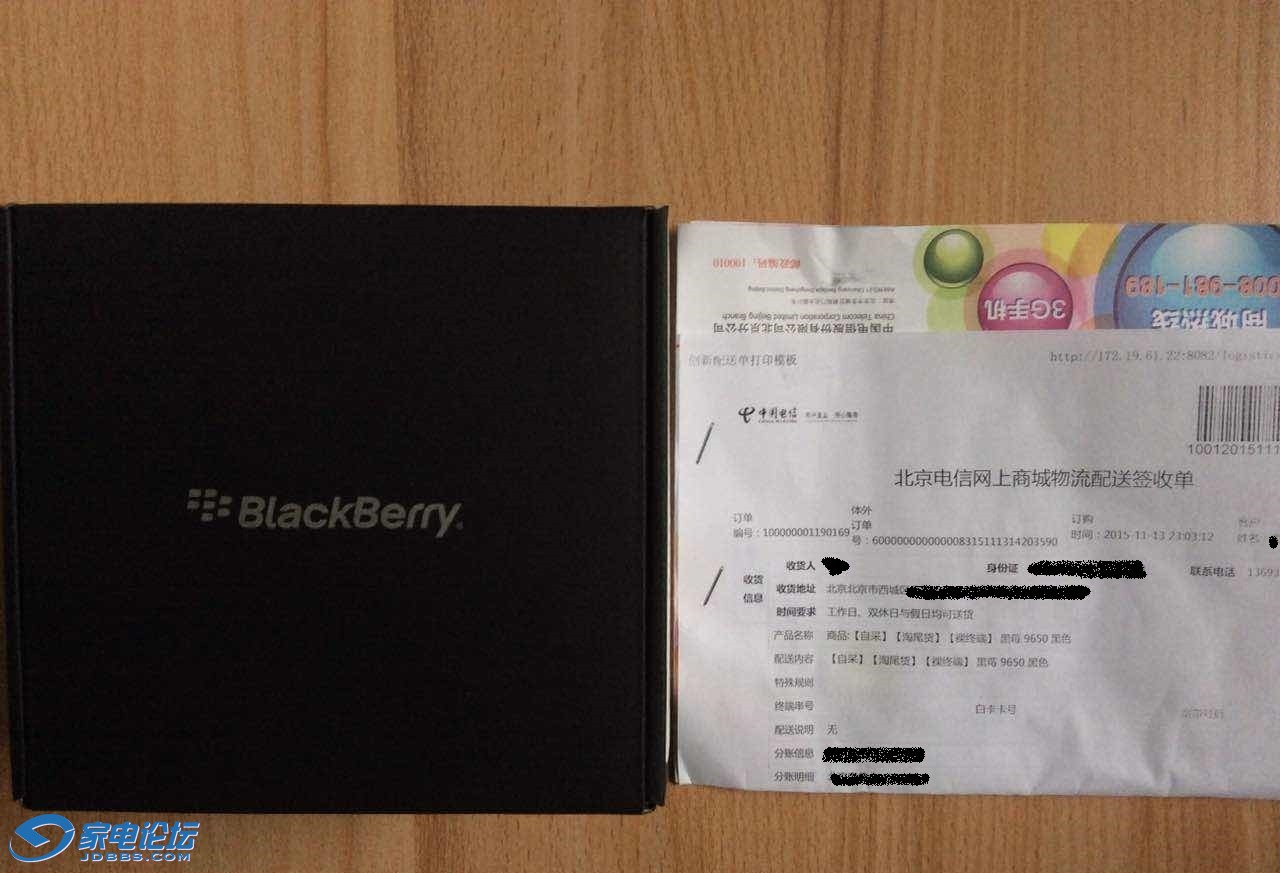 BlackBerry
邮政编码：100010
中国电信股份有限公司北京分公司
China Telecom Corporation Limited Beijing Branch
3G手机
商城热线
008-981-189
创新配送单打印模板
http://172.19.61.22:8082/logistic
中国电信
10012015111
北京电信网上商城物流配送签收单
订单编号：100000001190169
体外订单号：600000000000008315111314203590
订购时间：2015-11-13 23:03:12
客户姓名
收货信息
收货人
身份证
联系电话 13693
收货地址 北京北京市西城区
时间要求 工作日、双休日与假日均可送货
产品名称 商品:【自采】【淘尾货】【裸终端】 黑莓 9650 黑色
配送内容 【自采】【淘尾货】【裸终端】 黑莓 9650 黑色
特殊规则
终端串号
白卡卡号
配送说明 无
分账信息
分账明细
家电论坛
JDBBS.COM